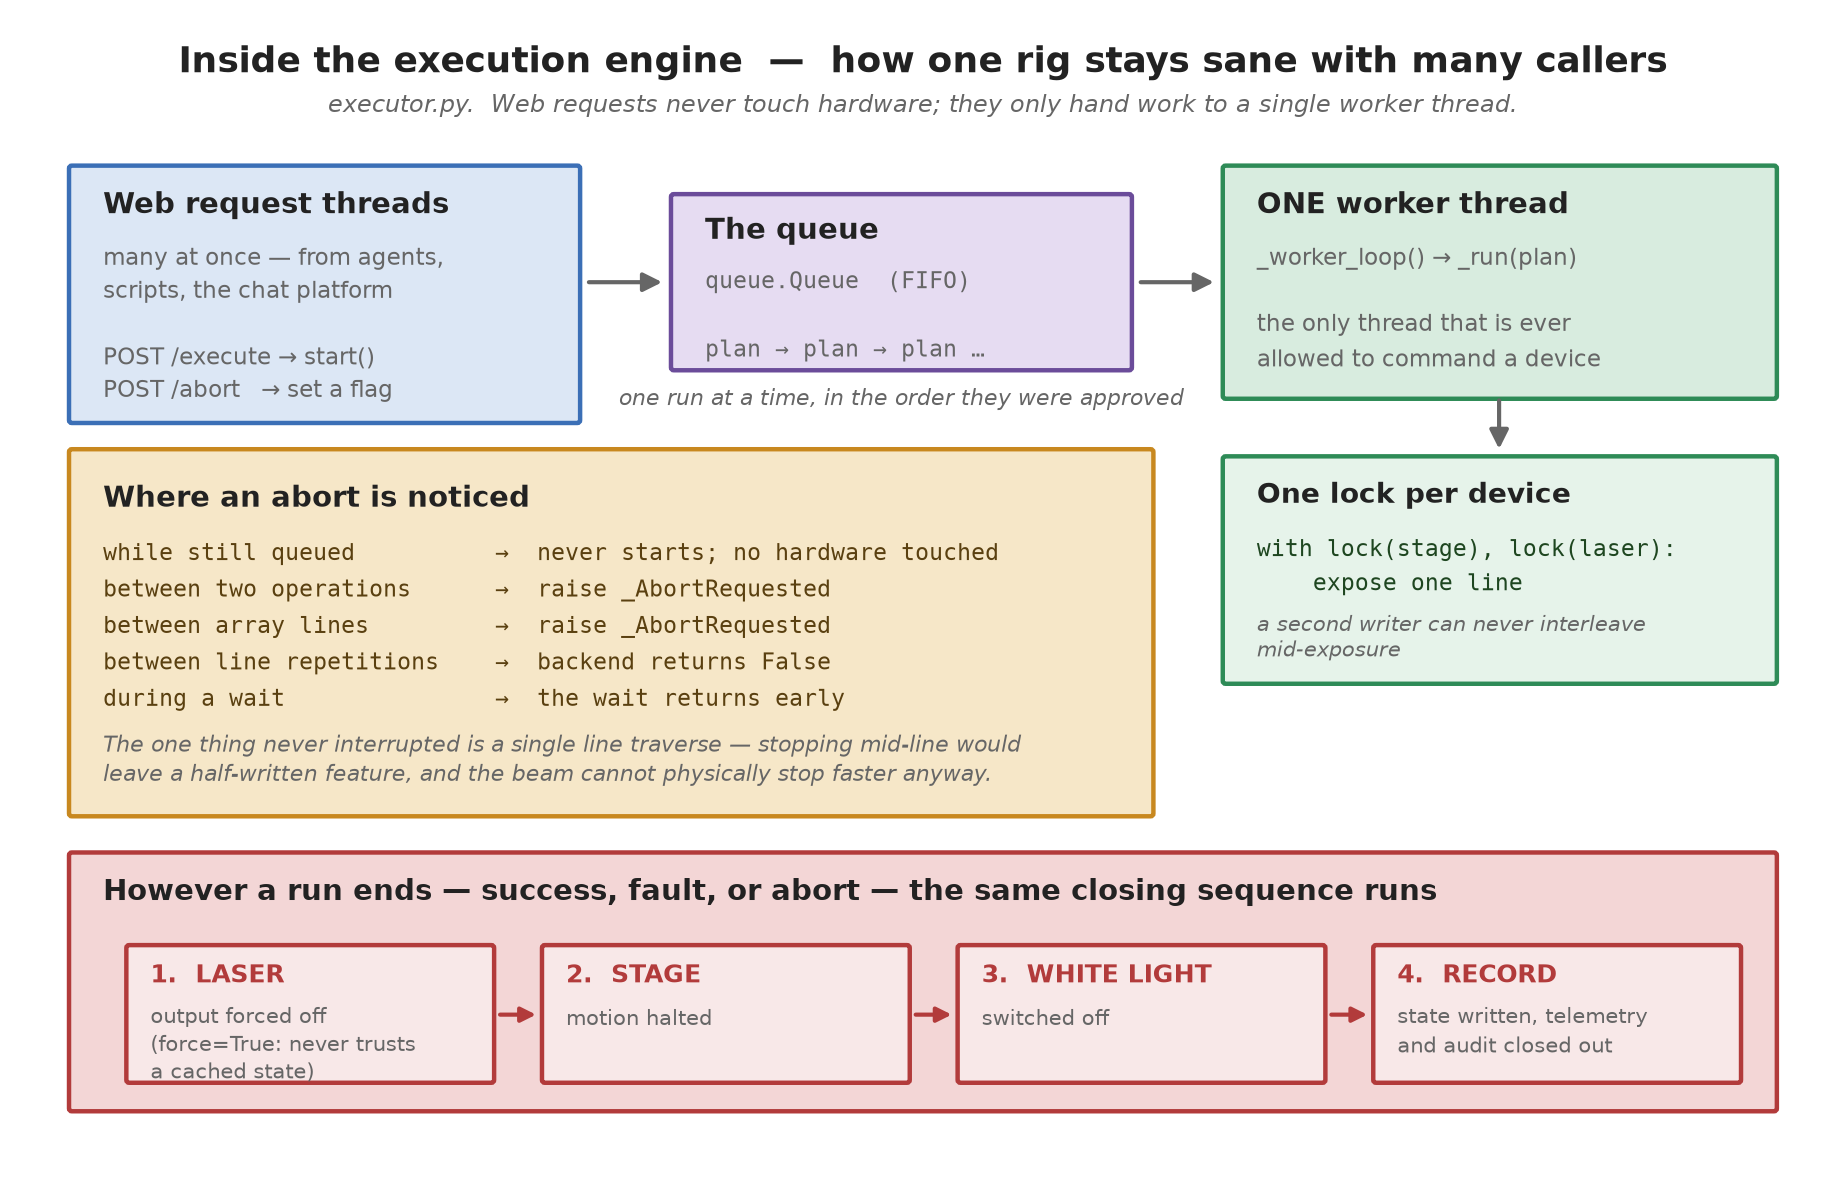 Inside the execution engine — how one rig stays sane with many callers
executor.py. Web requests never touch hardware; they only hand work to a single worker thread.
Web request threads
many at once — from agents,
scripts, the chat platform
POST /execute → start()
POST /abort → set a flag
The queue
queue.Queue (FIFO)
plan → plan → plan …
one run at a time, in the order they were approved
ONE worker thread
_worker_loop() → _run(plan)
the only thread that is ever
allowed to command a device
Where an abort is noticed
while still queued → never starts; no hardware touched
between two operations → raise _AbortRequested
between array lines → raise _AbortRequested
between line repetitions → backend returns False
during a wait → the wait returns early
The one thing never interrupted is a single line traverse — stopping mid-line would
leave a half-written feature, and the beam cannot physically stop faster anyway.
One lock per device
with lock(stage), lock(laser):
expose one line
a second writer can never interleave
mid-exposure
However a run ends — success, fault, or abort — the same closing sequence runs
1. LASER
output forced off
(force=True: never trusts
a cached state)
2. STAGE
motion halted
3. WHITE LIGHT
switched off
4. RECORD
state written, telemetry
and audit closed out